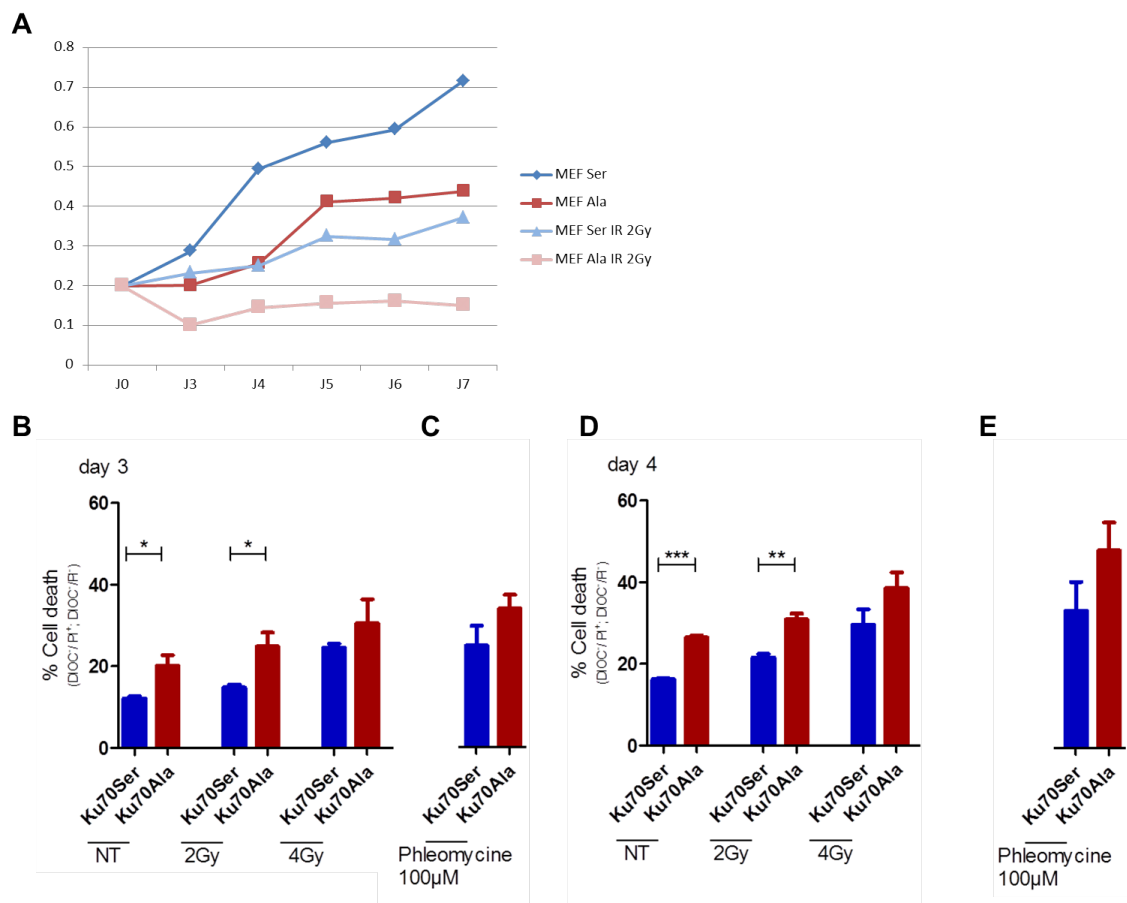 A
0.8
0.7
0.6
0.5
0.4
0.3
0.2
0.1
0
J0 J3 J4 J5 J6 J7
MEF Ser
MEF Ala
MEF Ser IR 2Gy
MEF Ala IR 2Gy
B
day 3
% Cell death
(DIOC⁻/ PI⁺; DIOC⁻/PI⁻)
60
40
20
0
* *
Ku70Ser Ku70Ala Ku70Ser Ku70Ala Ku70Ser Ku70Ala
NT 2Gy 4Gy
C
Ku70Ser Ku70Ala
Phleomycine
100µM
D
day 4
% Cell death
(DIOC⁻/ PI⁺; DIOC⁻/PI⁻)
60
40
20
0
*** **
Ku70Ser Ku70Ala Ku70Ser Ku70Ala Ku70Ser Ku70Ala
NT 2Gy 4Gy
E
Ku70Ser Ku70Ala
Phleomycine
100µM